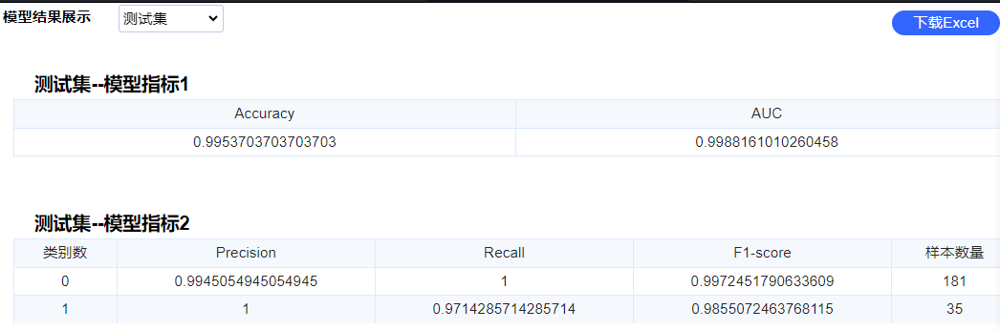 模型结果展示 测试集 下载Excel
测试集--模型指标1
Accuracy AUC
0.9953703703703703 0.9988161010260458
测试集--模型指标2
类别数 Precision Recall F1-score 样本数量
0 0.9945054945054945 1 0.9972451790633609 181
1 1 0.9714285714285714 0.9855072463768115 35